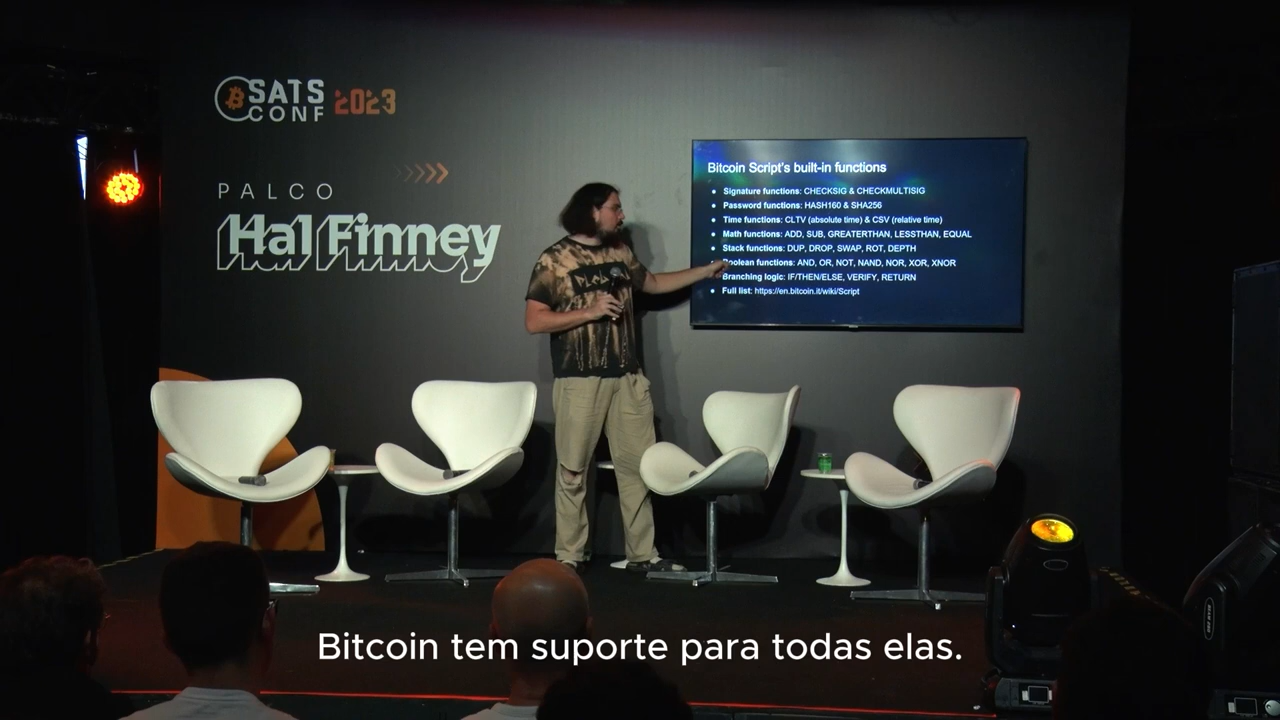 SATS
CONF
2023
PALCO
Hal Finney
Bitcoin Script's built-in functions
● Signature functions: CHECKSIG & CHECKMULTISIG
● Password functions: HASH160 & SHA256
● Time functions: CLTV (absolute time) & CSV (relative time)
● Math functions: ADD, SUB, GREATERTHAN, LESSTHAN, EQUAL
● Stack functions: DUP, DROP, SWAP, ROT, DEPTH
● Boolean functions: AND, OR, NOT, NAND, NOR, XOR, XNOR
● Branching logic: IF/THEN/ELSE, VERIFY, RETURN
● Full list: https://en.bitcoin.it/wiki/Script
Bitcoin tem suporte para todas elas.